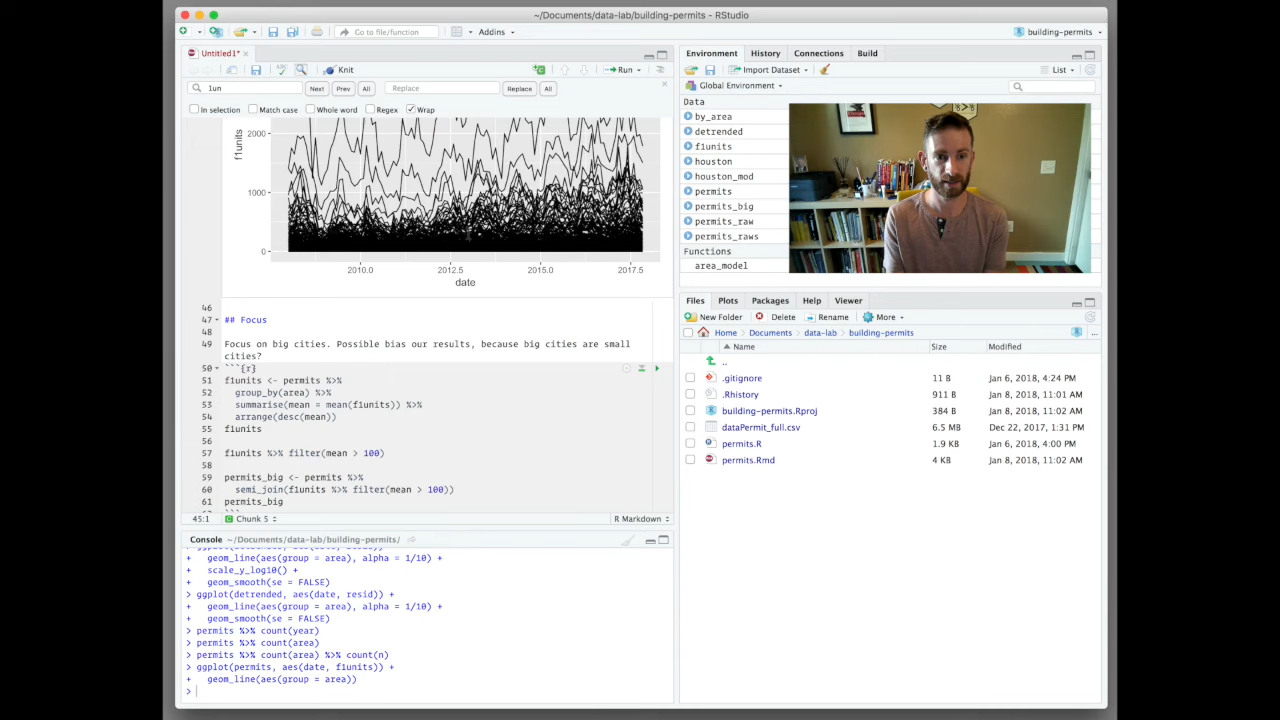 ~/Documents/data-lab/building-permits - RStudio
Go to file/function
Addins
building-permits
Untitled1*
Knit
Run
1un
Next
Prev
All
Replace
Replace
All
In selection
Match case
Whole word
Regex
Wrap
f1units
2000
1000
0
2010.0
2012.5
2015.0
2017.5
date
46
47 ## Focus
48
49 Focus on big cities. Possible bias our results, because big cities are small
cities?
50 ```{r}
51 f1units <- permits %>%
52 group_by(area) %>%
53 summarise(mean = mean(f1units)) %>%
54 arrange(desc(mean))
55 f1units
56
57 f1units %>% filter(mean > 100)
58
59 permits_big <- permits %>%
60 semi_join(f1units %>% filter(mean > 100))
61 permits_big
45:1
Chunk 5
R Markdown
Console ~/Documents/data-lab/building-permits/
+ geom_line(aes(group = area), alpha = 1/10) +
+ scale_y_log10() +
+ geom_smooth(se = FALSE)
> ggplot(detrended, aes(date, resid)) +
+ geom_line(aes(group = area), alpha = 1/10) +
+ geom_smooth(se = FALSE)
> permits %>% count(year)
> permits %>% count(area)
> permits %>% count(area) %>% count(n)
> ggplot(permits, aes(date, f1units)) +
+ geom_line(aes(group = area))
>
Environment
History
Connections
Build
Import Dataset
List
Global Environment
Data
by_area
detrended
f1units
houston
houston_mod
permits
permits_big
permits_raw
permits_raws
Functions
area_model
Files
Plots
Packages
Help
Viewer
New Folder
Delete
Rename
More
Home
Documents
data-lab
building-permits
...
Name
Size
Modified
..
.gitignore 11 B Jan 6, 2018, 4:24 PM
.Rhistory 911 B Jan 8, 2018, 11:01 AM
building-permits.Rproj 384 B Jan 8, 2018, 11:02 AM
dataPermit_full.csv 6.5 MB Dec 22, 2017, 1:31 PM
permits.R 1.9 KB Jan 6, 2018, 4:00 PM
permits.Rmd 4 KB Jan 8, 2018, 11:02 AM